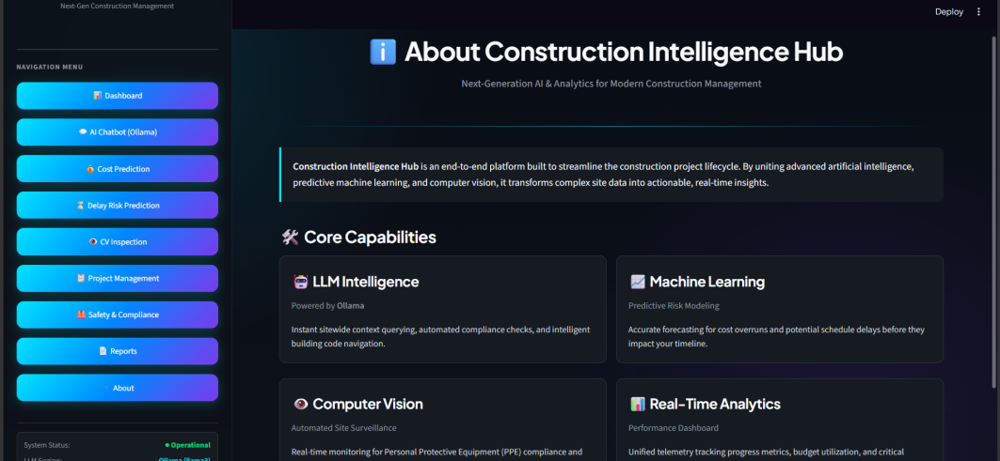 Next-Gen Construction Management
NAVIGATION MENU
📊 Dashboard
💬 AI Chatbot (Ollama)
💰 Cost Prediction
⏳ Delay Risk Prediction
👁️ CV Inspection
📋 Project Management
🦺 Safety & Compliance
📄 Reports
About
System Status:
● Operational
LLM Engine:
Ollama (llama3)
Deploy
ℹ️ About Construction Intelligence Hub
Next-Generation AI & Analytics for Modern Construction Management
Construction Intelligence Hub is an end-to-end platform built to streamline the construction project lifecycle. By uniting advanced artificial intelligence,
predictive machine learning, and computer vision, it transforms complex site data into actionable, real-time insights.
🛠️ Core Capabilities
🤖 LLM Intelligence
Powered by Ollama
Instant sitewide context querying, automated compliance checks, and intelligent
building code navigation.
📈 Machine Learning
Predictive Risk Modeling
Accurate forecasting for cost overruns and potential schedule delays before they
impact your timeline.
👁️ Computer Vision
Automated Site Surveillance
Real-time monitoring for Personal Protective Equipment (PPE) compliance and
📊 Real-Time Analytics
Performance Dashboard
Unified telemetry tracking progress metrics, budget utilization, and critical